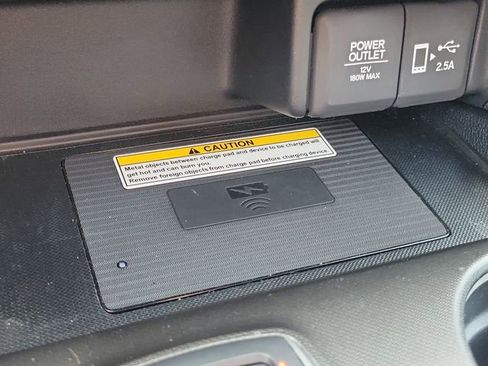 POWER
OUTLET
12V
180W MAX
2.5A
CAUTION
Metal objects between charge pad and device to be charged will
get hot and can burn you.
Remove foreign objects from charge pad before charging device